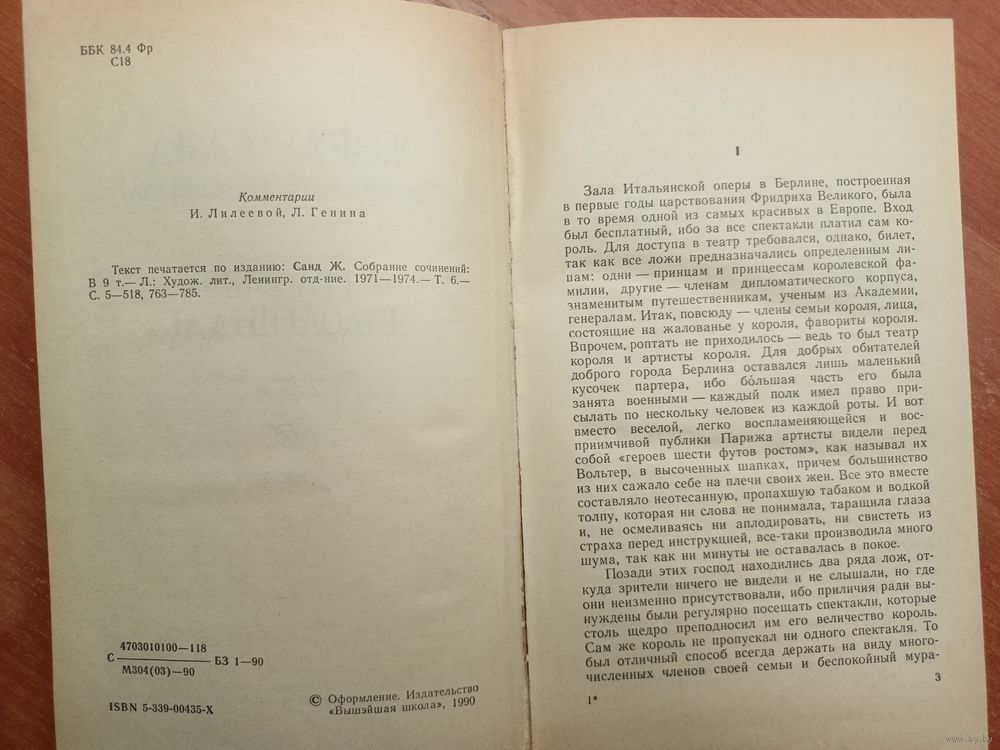 ББК 84.4 Фр
С18
Комментарии
И. Лилеевой, Л. Генина
Текст печатается по изданию: Санд Ж. Собрание сочинений:
В 9 т.— Л.: Худож. лит., Ленингр. отд-ние. 1971—1974.— Т. 6.—
С. 5—518, 763—785.
4703010100—118
С БЗ 1—90
М304(03)—90
ISBN 5-339-00435-X
© Оформление. Издательство
«Вышэйшая школа», 1990
I
Зала Итальянской оперы в Берлине, построенная
в первые годы царствования Фридриха Великого, была
в то время одной из самых красивых в Европе. Вход
был бесплатный, ибо за все спектакли платил сам ко-
роль. Для доступа в театр требовался, однако, билет,
так как все ложи предназначались определенным ли-
цам: одни — принцам и принцессам королевской фа-
милии, другие — членам дипломатического корпуса,
знаменитым путешественникам, ученым из Академии,
генералам. Итак, повсюду — члены семьи короля, лица,
состоящие на жалованье у короля, фавориты короля.
Впрочем, роптать не приходилось — ведь то был театр
короля и артисты короля. Для добрых обитателей
доброго города Берлина оставался лишь маленький
кусочек партера, ибо бо́льшая часть его была
занята военными — каждый полк имел право при-
сылать по нескольку человек из каждой роты. И вот
вместо веселой, легко воспламеняющейся и вос-
приимчивой публики Парижа артисты видели перед
собой «героев шести футов ростом», как называл их
Вольтер, в высоченных шапках, причем большинство
из них сажало себе на плечи своих жен. Все это вместе
составляло неотесанную, пропахшую табаком и водкой
толпу, которая ни слова не понимала, таращила глаза
и, не осмеливаясь ни аплодировать, ни свистеть из
страха перед инструкцией, все-таки производила много
шума, так как ни минуты не оставалась в покое.
Позади этих господ находились два ряда лож, от-
куда зрители ничего не видели и не слышали, но где
они неизменно присутствовали, ибо приличия ради вы-
нуждены были регулярно посещать спектакли, которые
столь щедро преподносил им его величество король.
Сам же король не пропускал ни одного спектакля. То
был отличный способ всегда держать на виду много-
численных членов своей семьи и беспокойный мура-
1*
3
www.ay.by